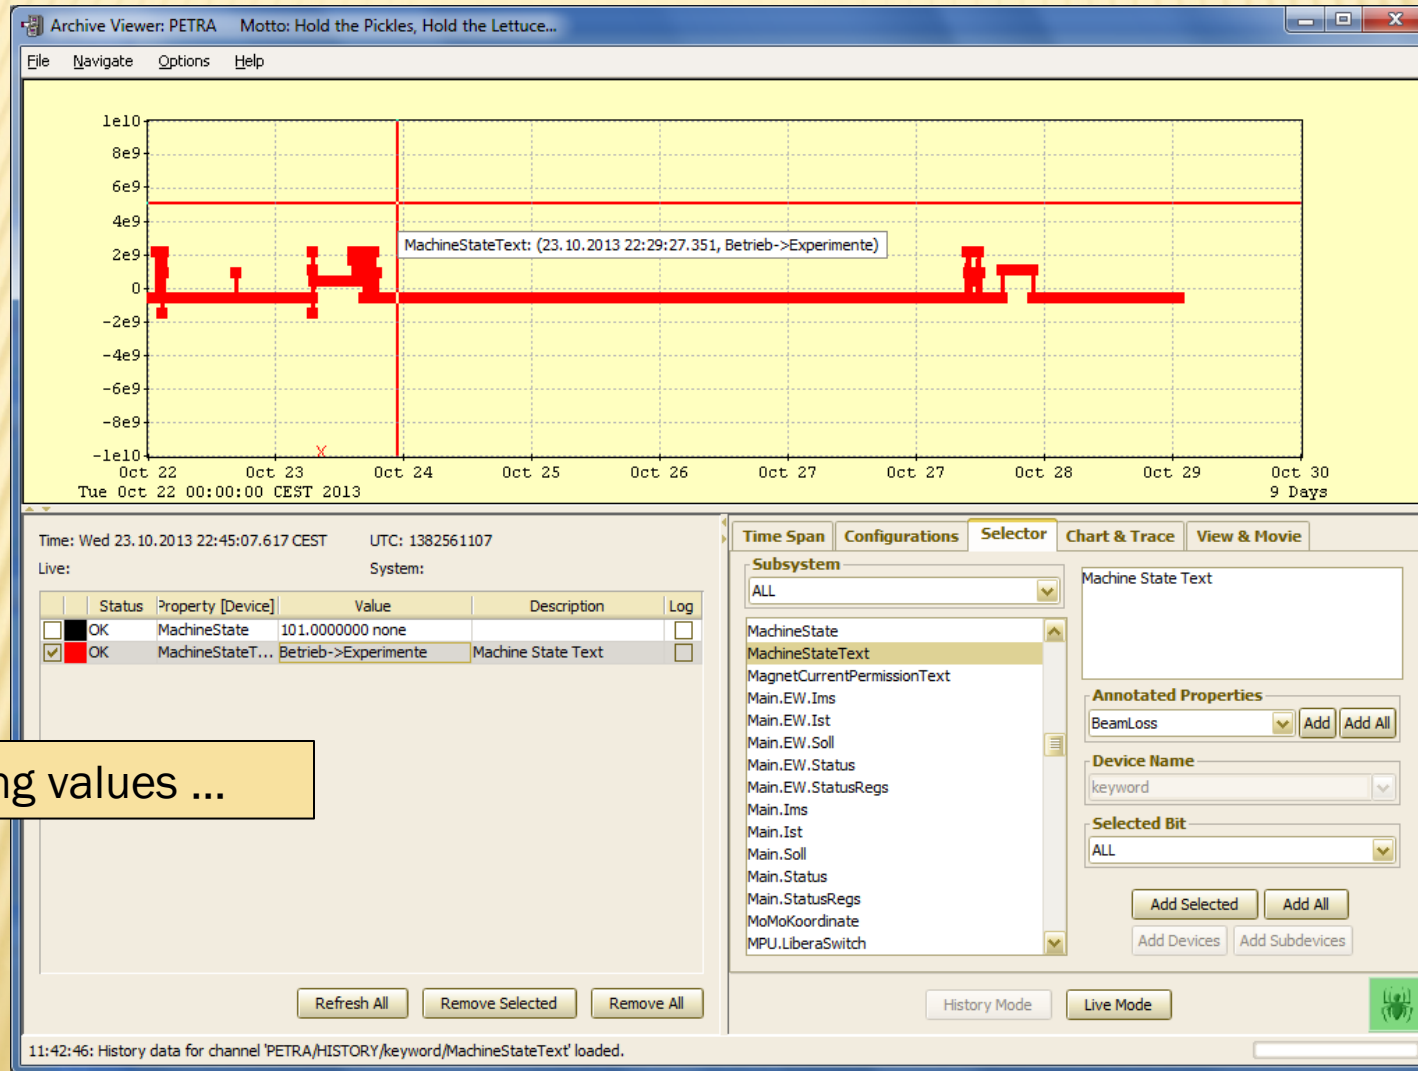 Archive Viewer: PETRA Motto: Hold the Pickles, Hold the Lettuce...
File Navigate Options Help
1e10
8e9
6e9
4e9
2e9
0
-2e9
-4e9
-6e9
-8e9
-1e10
MachineStateText: (23.10.2013 22:29:27.351, Betrieb->Experimente)
X
Oct 22 Oct 23 Oct 24 Oct 25 Oct 26 Oct 27 Oct 27 Oct 28 Oct 29 Oct 30
Tue Oct 22 00:00:00 CEST 2013 9 Days
Time: Wed 23.10.2013 22:45:07.617 CEST UTC: 1382561107
Live: System:
Status Property [Device] Value Description Log
OK MachineState 101.0000000 none
OK MachineStateT... Betrieb->Experimente Machine State Text
values ...
Refresh All Remove Selected Remove All
Time Span Configurations Selector Chart & Trace View & Movie
Subsystem
ALL
MachineState
MachineStateText
MagnetCurrentPermissionText
Main.EW.Ims
Main.EW.Ist
Main.EW.Soll
Main.EW.Status
Main.EW.StatusRegs
Main.Ims
Main.Ist
Main.Soll
Main.Status
Main.StatusRegs
MoMoKoordinate
MPU.LiberaSwitch
Machine State Text
Annotated Properties
BeamLoss Add Add All
Device Name
keyword
Selected Bit
ALL
Add Selected Add All
Add Devices Add Subdevices
History Mode Live Mode
11:42:46: History data for channel 'PETRA/HISTORY/keyword/MachineStateText' loaded.